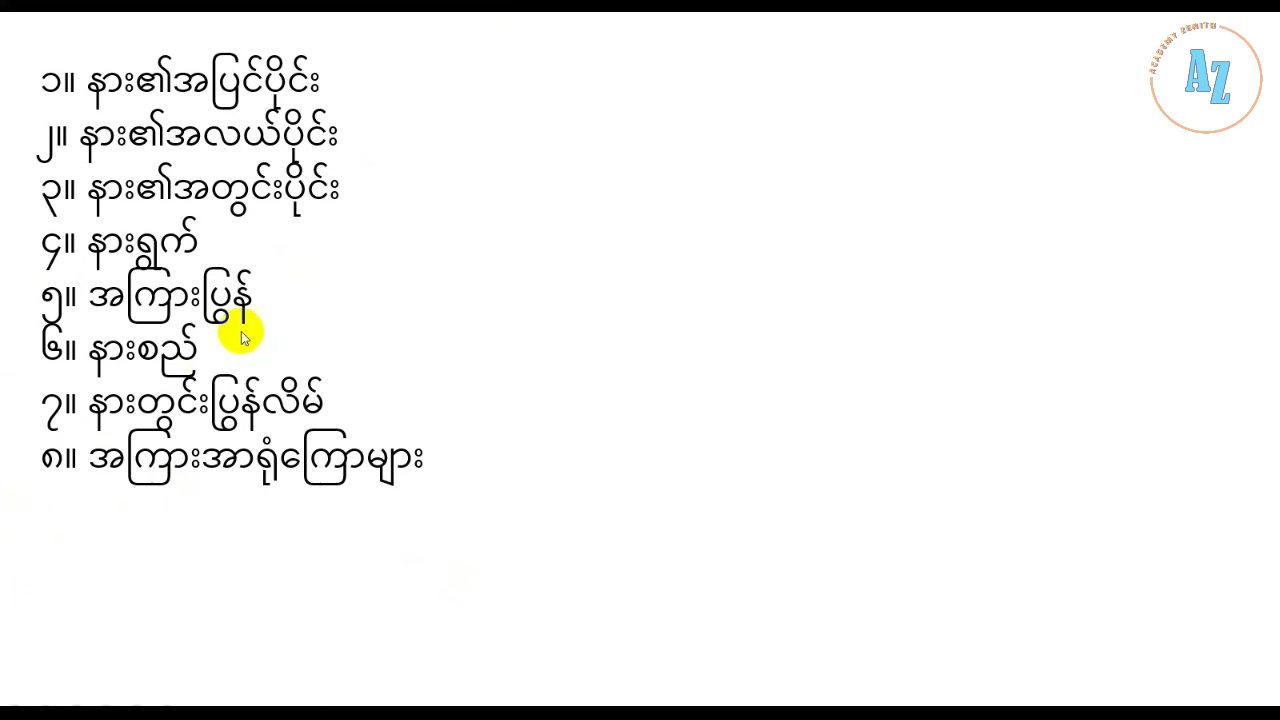 ACADEMY ZENITH
AZ
၁။ နား၏အပြင်ပိုင်း
၂။ နား၏အလယ်ပိုင်း
၃။ နား၏အတွင်းပိုင်း
၄။ နားရွက်
၅။ အကြားပြွန်
၆။ နားစည်
၇။ နားတွင်းပြွန်လိမ်
၈။ အကြားအာရုံကြောများ